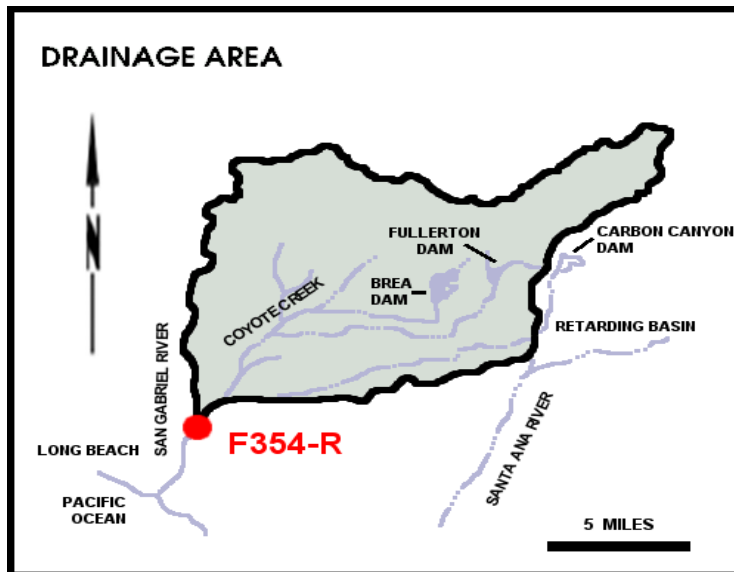 DRAINAGE AREA
N
FULLERTON
DAM
CARBON CANYON
DAM
BREA
DAM
COYOTE CREEK
RETARDING BASIN
SAN GABRIEL RIVER
F354-R
LONG BEACH
SANTA ANA RIVER
PACIFIC
OCEAN
5 MILES